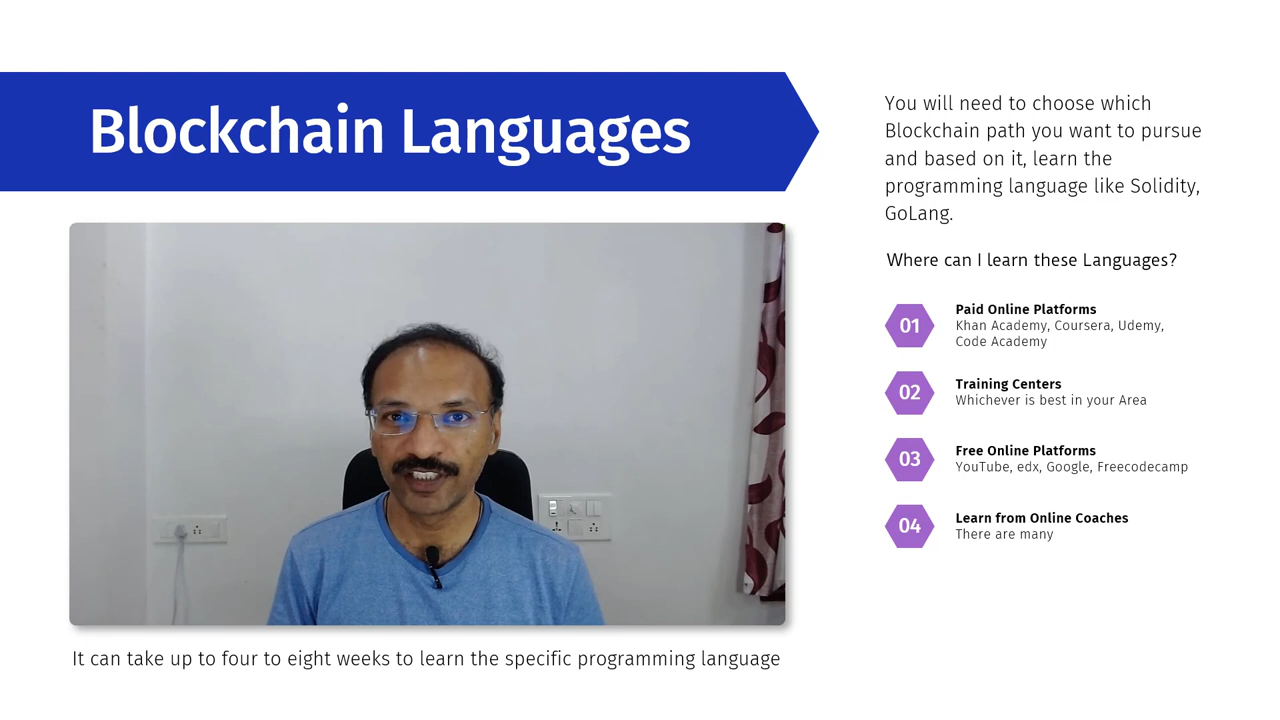 Blockchain Languages
You will need to choose which
Blockchain path you want to pursue
and based on it, learn the
programming language like Solidity,
GoLang.
Where can I learn these Languages?
01
Paid Online Platforms
Khan Academy, Coursera, Udemy,
Code Academy
02
Training Centers
Whichever is best in your Area
03
Free Online Platforms
YouTube, edx, Google, Freecodecamp
04
Learn from Online Coaches
There are many
It can take up to four to eight weeks to learn the specific programming language